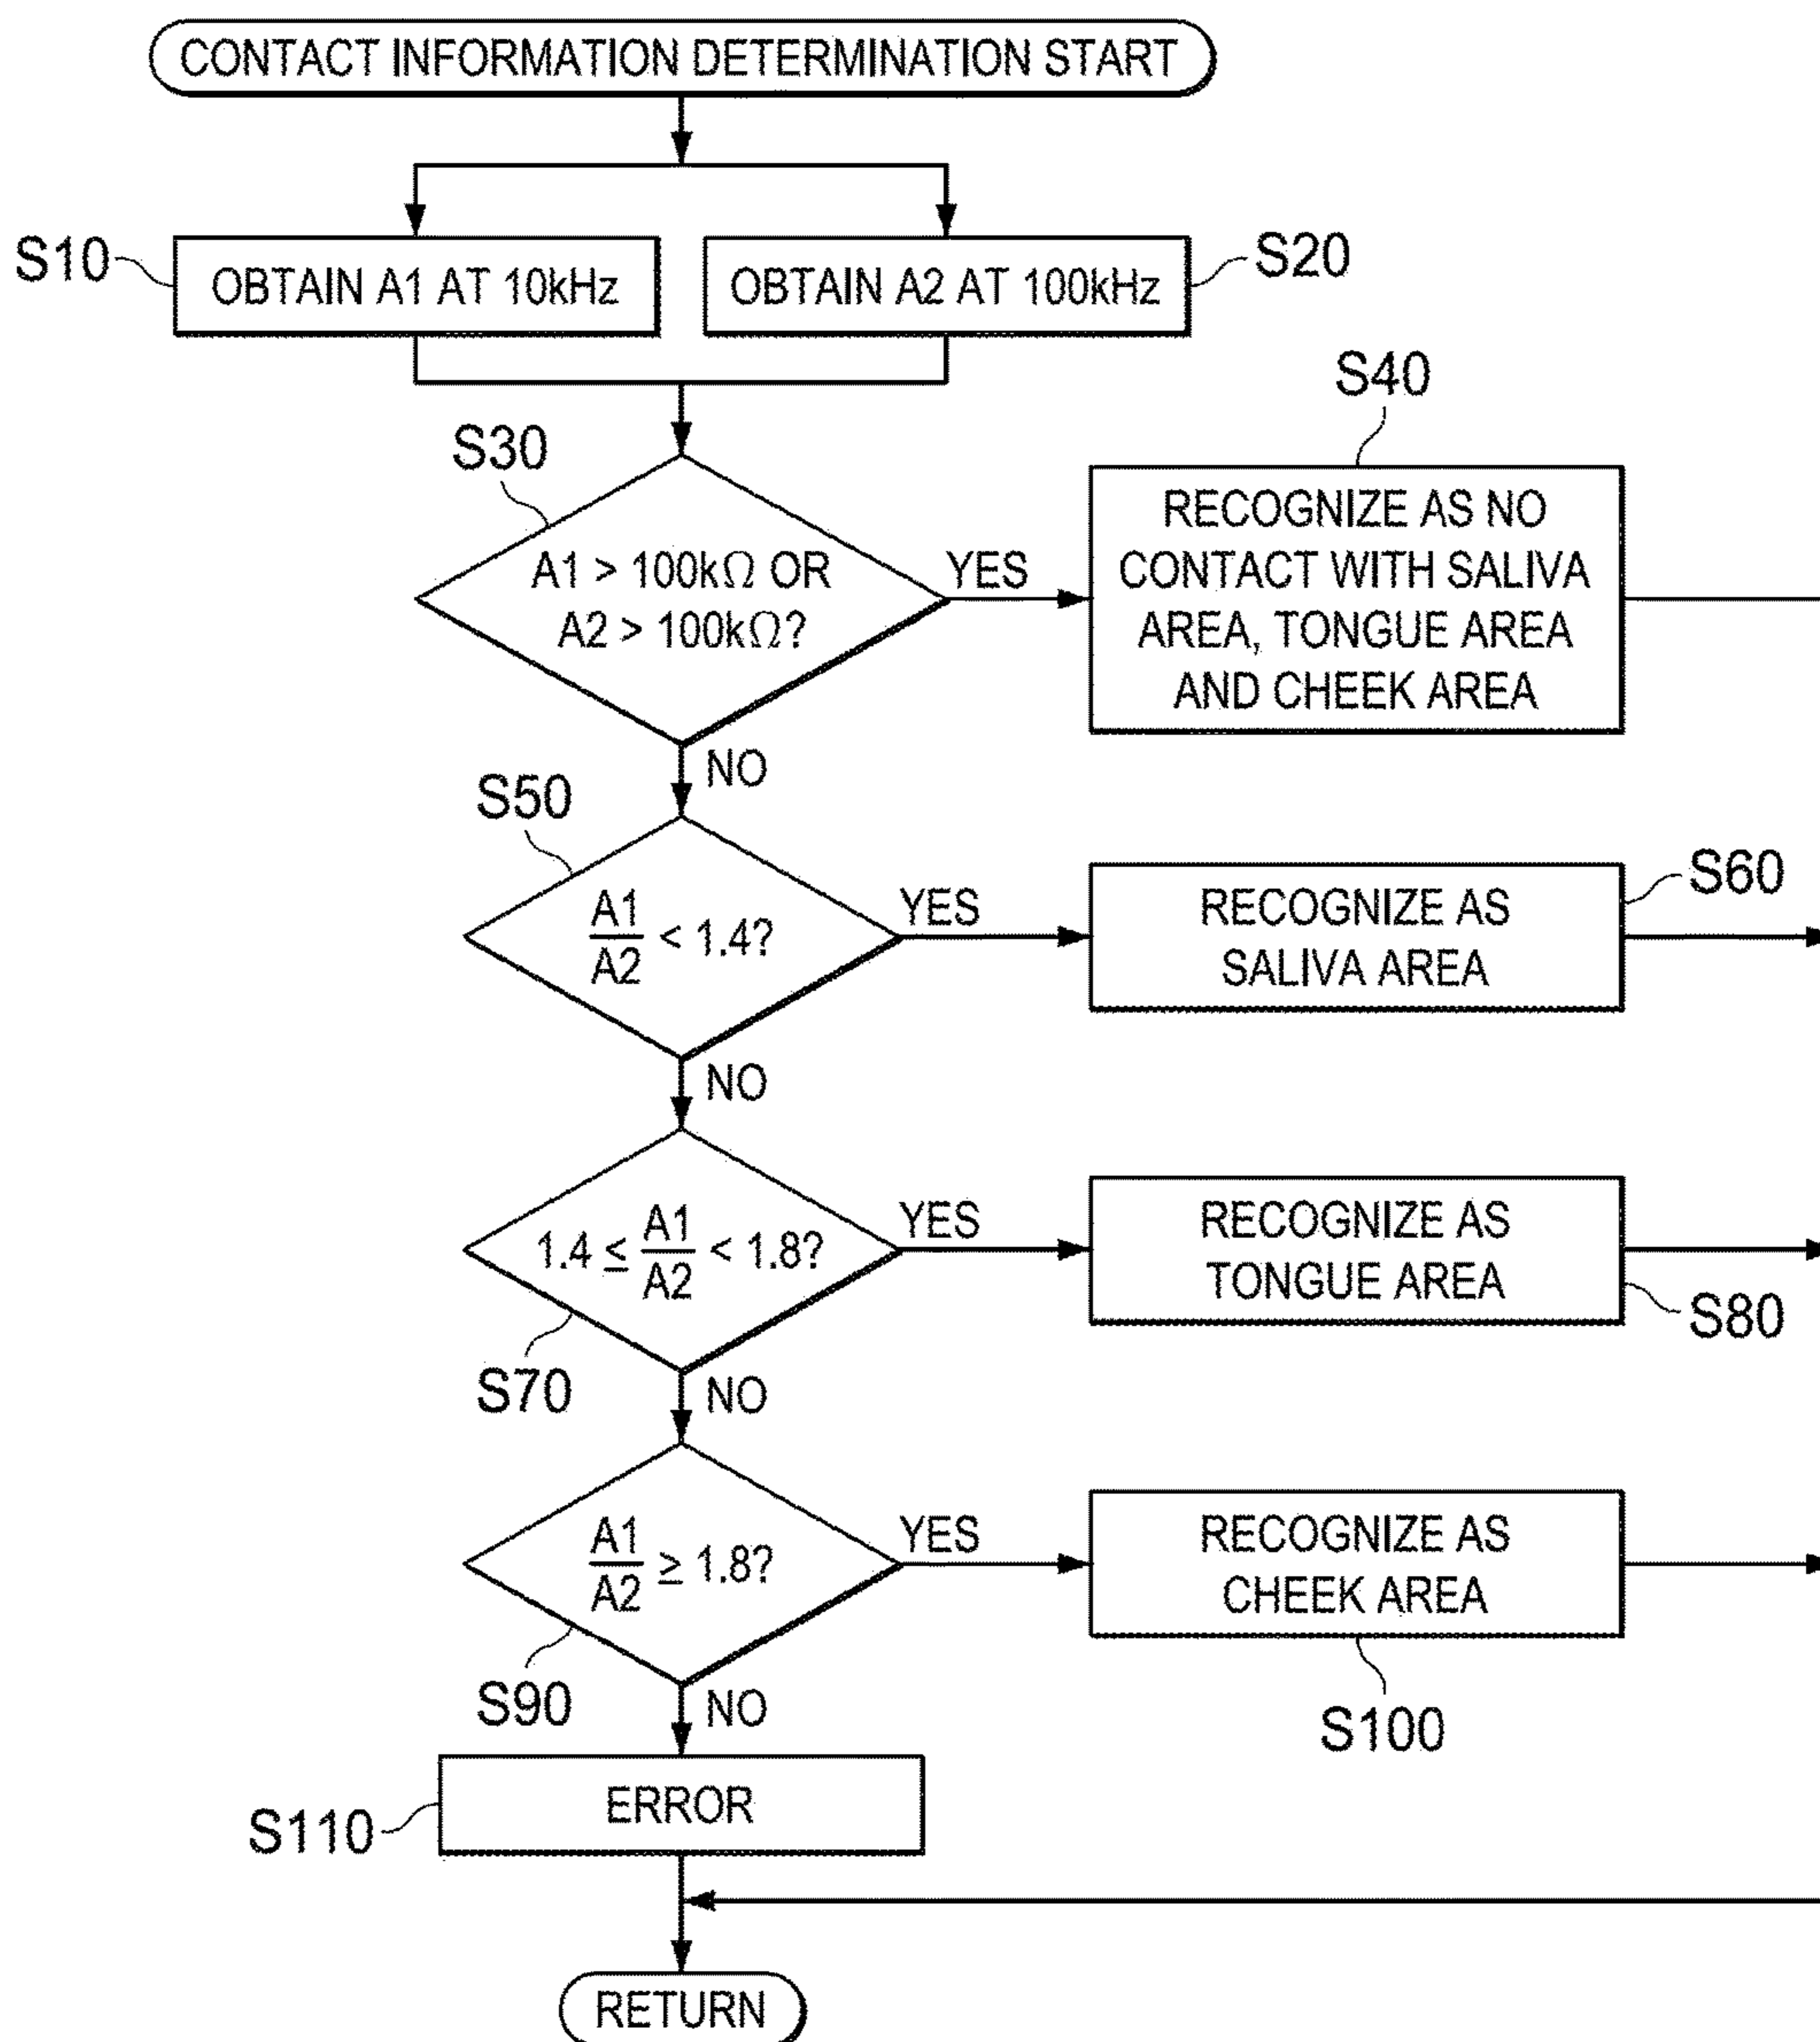 CONTACT INFORMATION DETERMINATION START
S10
OBTAIN A1 AT 10kHz
OBTAIN A2 AT 100kHz
S20
S30
A1 > 100kΩ OR
A2 > 100kΩ?
YES
NO
S40
RECOGNIZE AS NO
CONTACT WITH SALIVA
AREA, TONGUE AREA
AND CHEEK AREA
S50
A1
A2
< 1.4?
YES
NO
RECOGNIZE AS
SALIVA AREA
S60
1.4 ≤
A1
A2
< 1.8?
S70
YES
NO
RECOGNIZE AS
TONGUE AREA
S80
A1
A2
≥ 1.8?
S90
YES
NO
RECOGNIZE AS
CHEEK AREA
S100
S110
ERROR
RETURN